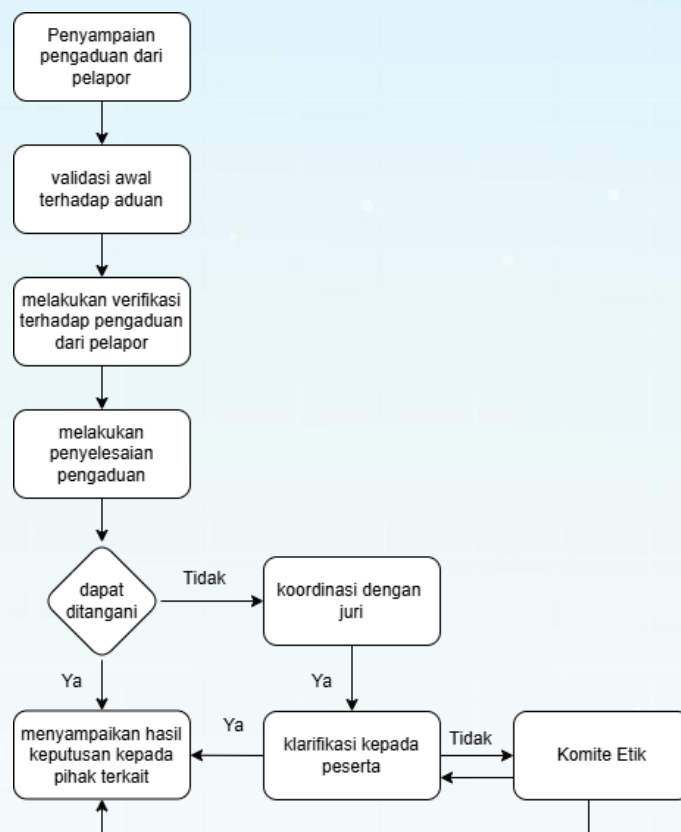 Penyampaian
pengaduan dari
pelapor
validasi awal
terhadap aduan
melakukan verifikasi
terhadap pengaduan
dari pelapor
melakukan
penyelesaian
pengaduan
dapat
ditangani
Tidak
koordinasi dengan
juri
Ya
Ya
menyampaikan hasil
keputusan kepada
pihak terkait
Ya
klarifikasi kepada
peserta
Tidak
Komite Etik